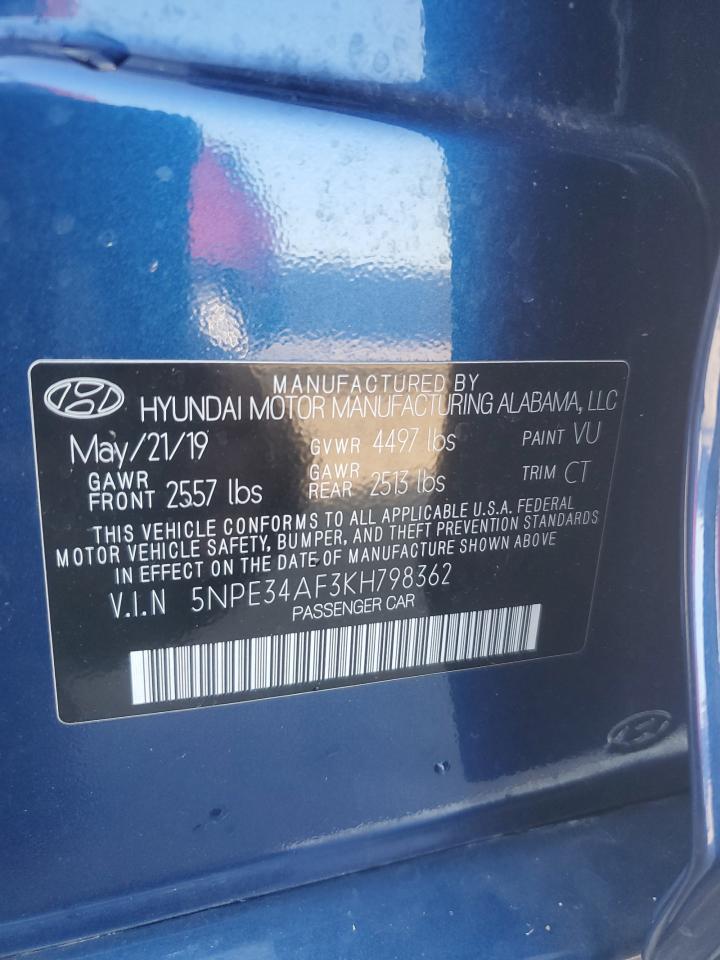 MANUFACTURED BY
HYUNDAI MOTOR MANUFACTURING ALABAMA, LLC
May/21/19 GVWR 4497 lbs PAINT VU
GAWR FRONT 2557 lbs GAWR REAR 2513 lbs TRIM CT
THIS VEHICLE CONFORMS TO ALL APPLICABLE U.S.A. FEDERAL
MOTOR VEHICLE SAFETY, BUMPER, AND THEFT PREVENTION STANDARDS
IN EFFECT ON THE DATE OF MANUFACTURE SHOWN ABOVE
V.I.N 5NPE34AF3KH798362
PASSENGER CAR